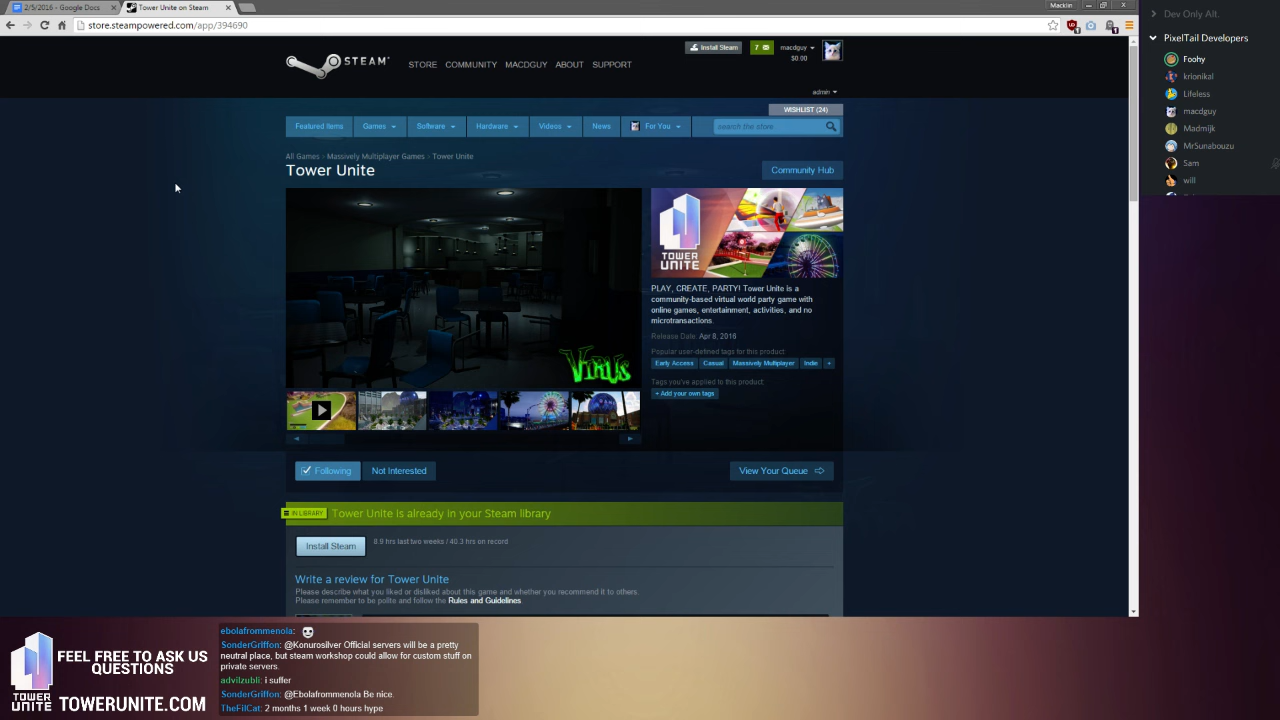 2/5/2016 - Google Docs
Tower Unite on Steam
Macklin
store.steampowered.com/app/394690
Dev Only Alt.
PixelTail Developers
Foohy
krionikal
Lifeless
macdguy
Madmijk
MrSunabouzu
Sam
will
STEAM
STORE COMMUNITY MACDGUY ABOUT SUPPORT
Install Steam
7
macdguy
$0.00
admin
WISHLIST (24)
Featured Items Games Software Hardware Videos News For You
search the store
All Games > Massively Multiplayer Games > Tower Unite
Tower Unite
Community Hub
VIRUS
TOWER
UNITE
PLAY, CREATE, PARTY! Tower Unite is a
community-based virtual world party game with
online games, entertainment, activities, and no
microtransactions.
Release Date: Apr 8, 2016
Popular user-defined tags for this product:
Early Access Casual Massively Multiplayer Indie +
Tags you've applied to this product:
+ Add your own tags
Following Not Interested
View Your Queue
IN LIBRARY
Tower Unite is already in your Steam library
Install Steam
0.9 hrs last two weeks / 40.3 hrs on record
Write a review for Tower Unite
Please describe what you liked or disliked about this game and whether you recommend it to others.
Please remember to be polite and follow the Rules and Guidelines.
TOWER
UNITE
FEEL FREE TO ASK US
QUESTIONS
TOWERUNITE.COM
ebolafrommenola:
SonderGriffon: @Konurosilver Official servers will be a pretty
neutral place, but steam workshop could allow for custom stuff on
private servers.
advilzubli: i suffer
SonderGriffon: @Ebolafrommenola Be nice.
TheFilCat: 2 months 1 week 0 hours hype